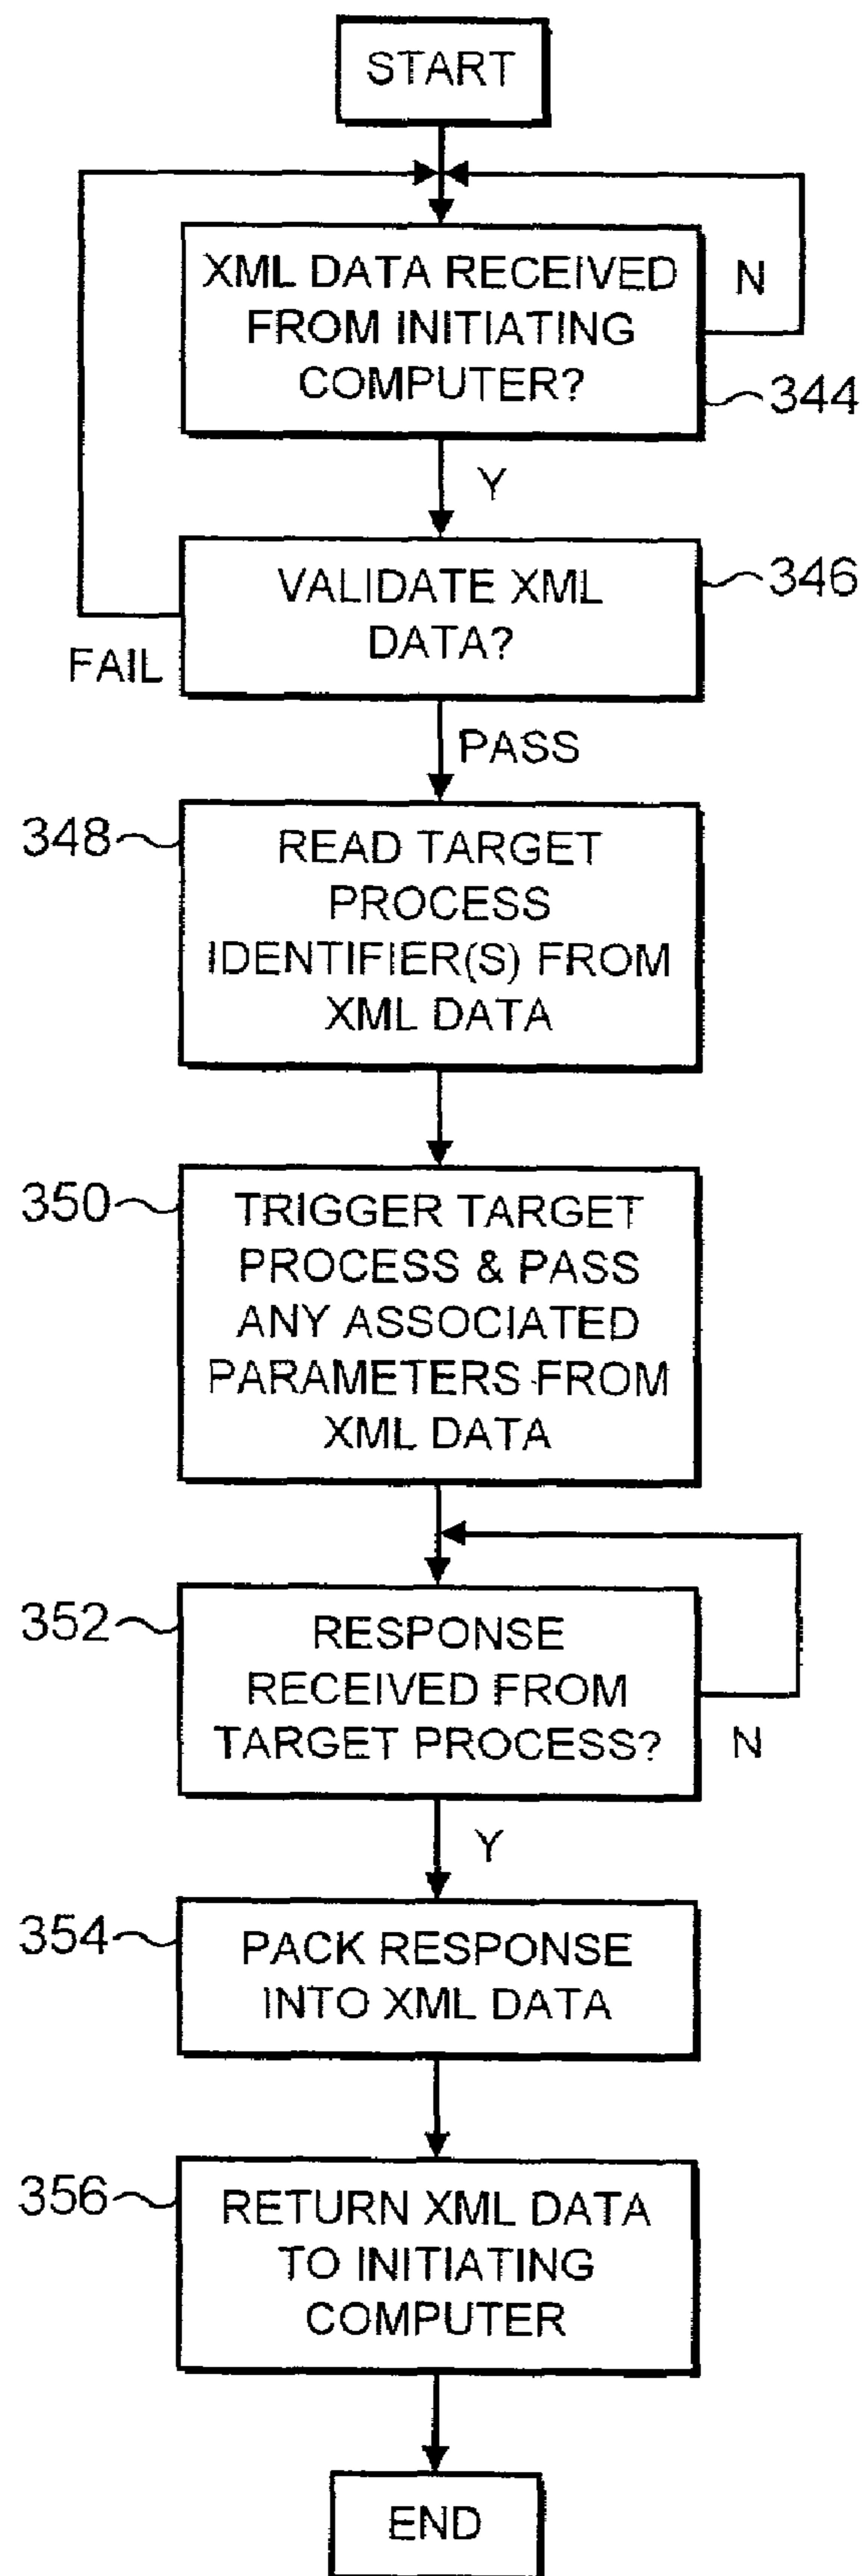 START
XML DATA RECEIVED
FROM INITIATING
COMPUTER?
N
344
Y
VALIDATE XML
DATA?
346
FAIL
PASS
348
READ TARGET
PROCESS
IDENTIFIER(S) FROM
XML DATA
350
TRIGGER TARGET
PROCESS & PASS
ANY ASSOCIATED
PARAMETERS FROM
XML DATA
352
RESPONSE
RECEIVED FROM
TARGET PROCESS?
N
Y
354
PACK RESPONSE
INTO XML DATA
356
RETURN XML DATA
TO INITIATING
COMPUTER
END